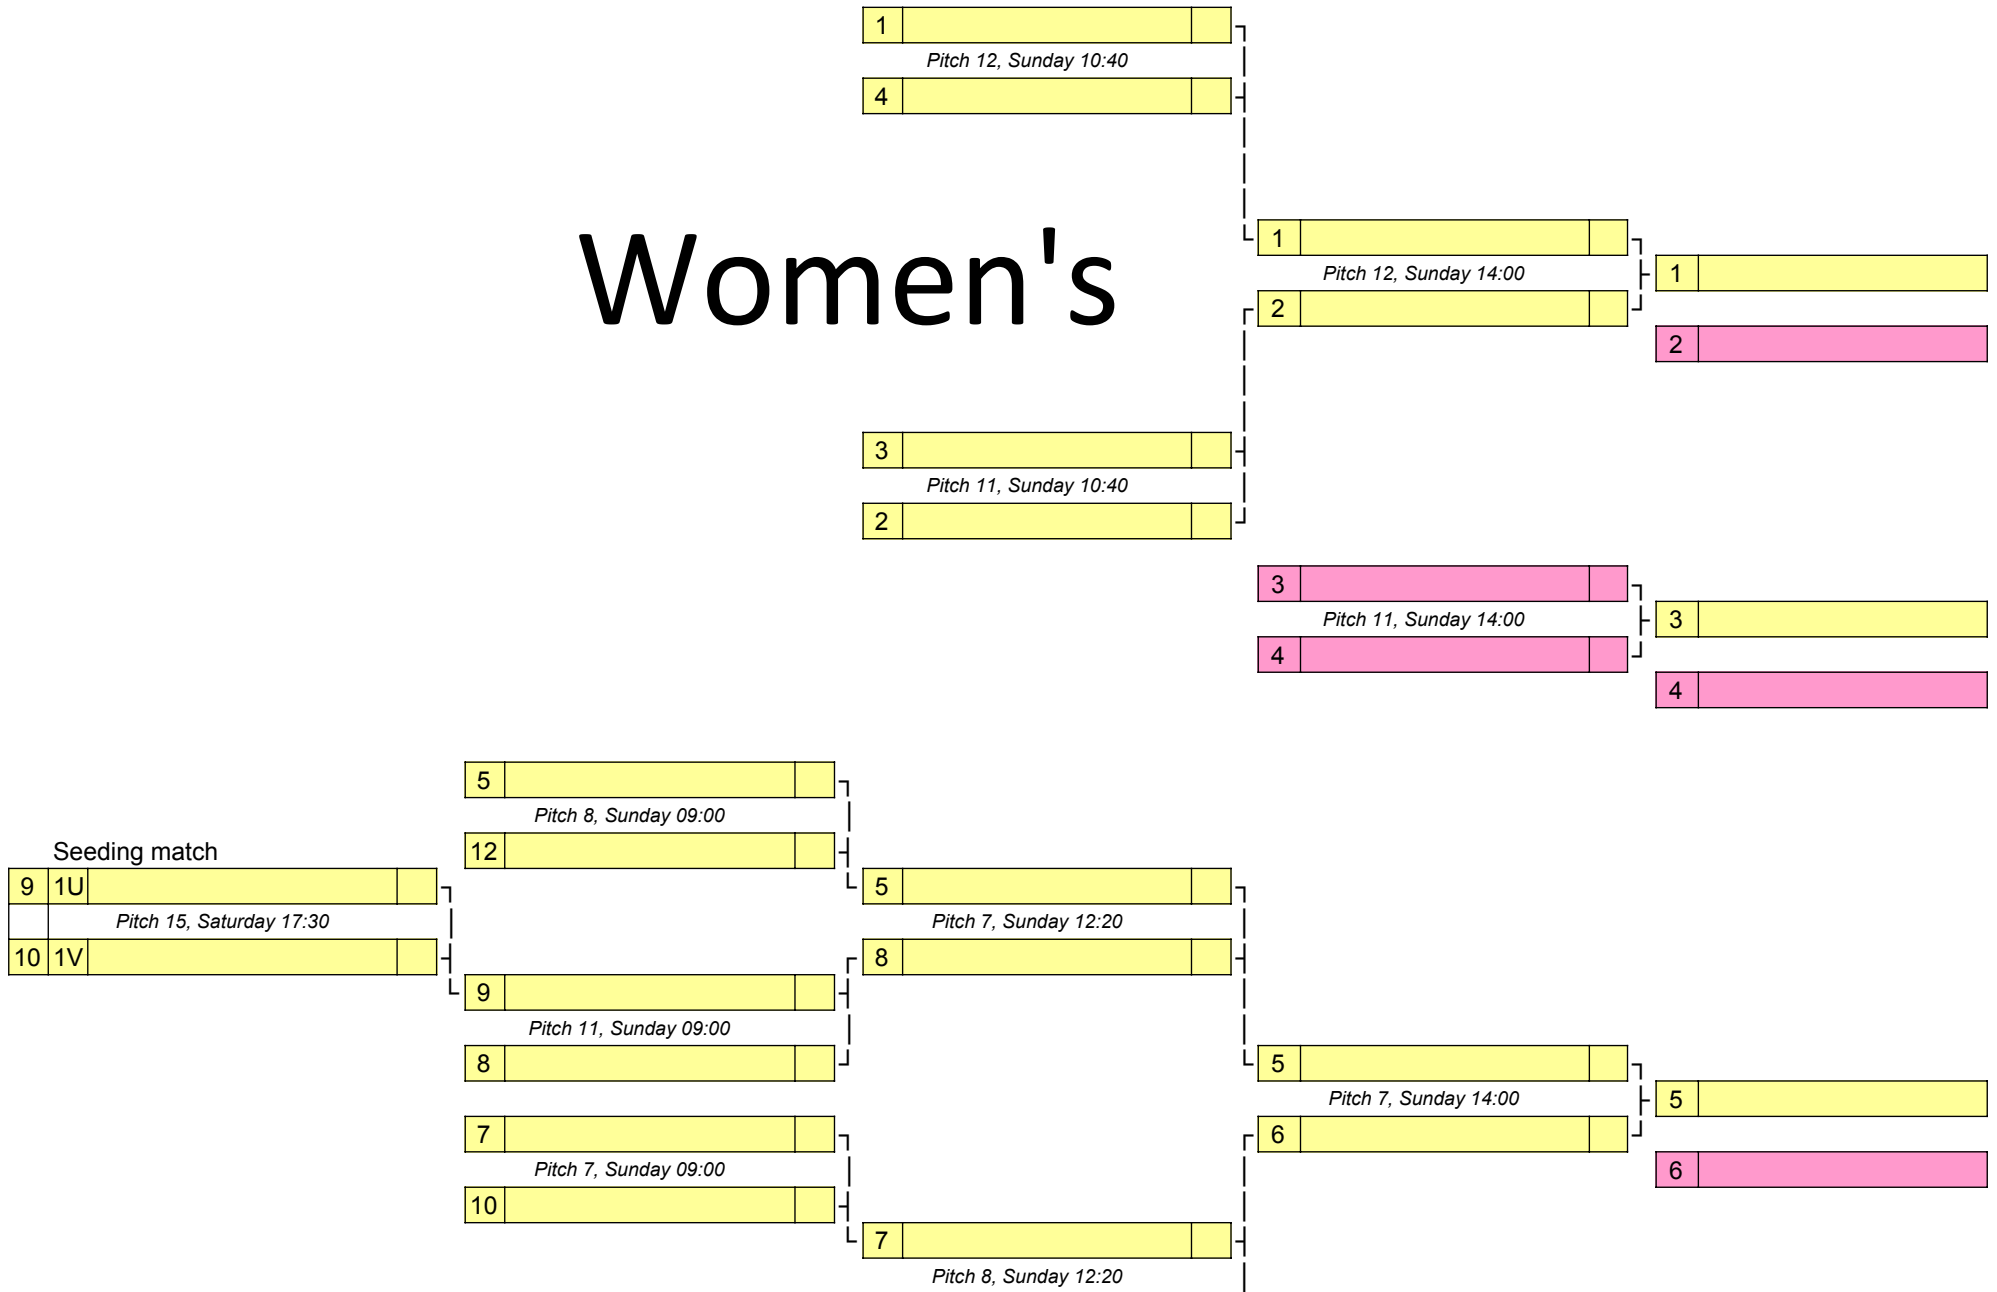 1
Pitch 12, Sunday 10:40
4
Women's
1
Pitch 12, Sunday 14:00
1
2
2
3
Pitch 11, Sunday 10:40
2
3
Pitch 11, Sunday 14:00
3
4
4
5
Pitch 8, Sunday 09:00
12
Seeding match
9 1U
Pitch 15, Saturday 17:30
10 1V
5
Pitch 7, Sunday 12:20
8
9
Pitch 11, Sunday 09:00
8
5
Pitch 7, Sunday 14:00
5
6
6
7
Pitch 7, Sunday 09:00
10
7
Pitch 8, Sunday 12:20